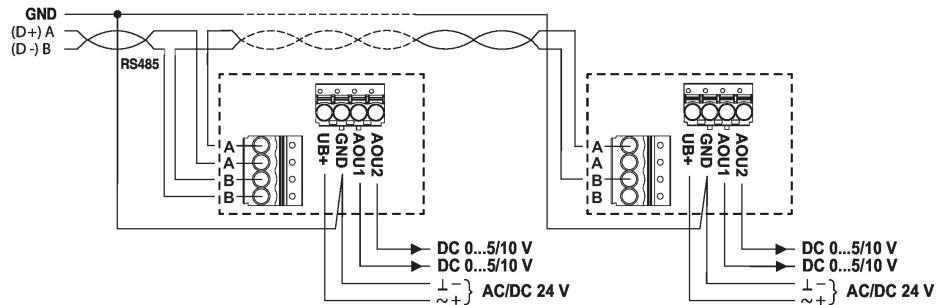 GND
(D+) A
(D -) B
RS485
A
A
B
B
UB+
GND
AOU1
AOU2
DC 0...5/10 V
DC 0...5/10 V
⊥ –
~ + } AC/DC 24 V
A
A
B
B
UB+
GND
AOU1
AOU2
DC 0...5/10 V
DC 0...5/10 V
⊥ –
~ + } AC/DC 24 V